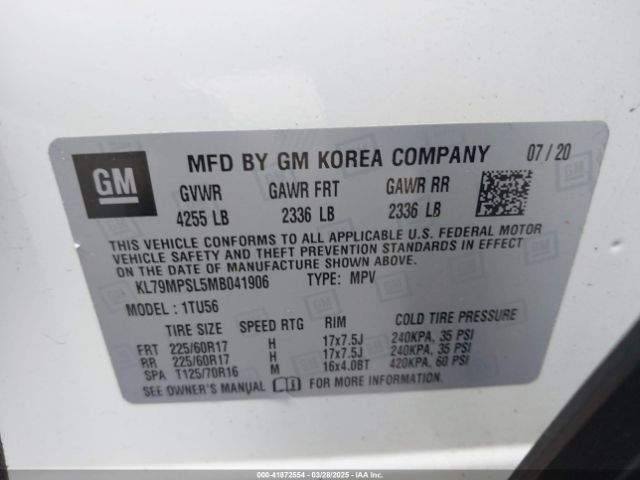 GM
MFD BY GM KOREA COMPANY 07/20
GVWR GAWR FRT GAWR RR
4255 LB 2336 LB 2336 LB
THIS VEHICLE CONFORMS TO ALL APPLICABLE U.S. FEDERAL MOTOR
VEHICLE SAFETY AND THEFT PREVENTION STANDARDS IN EFFECT
ON THE DATE OF MANUFACTURE SHOWN ABOVE.
KL79MPSL5MB041906 TYPE: MPV
MODEL: 1TU56
TIRE SIZE SPEED RTG RIM COLD TIRE PRESSURE
FRT 225/60R17 H 17x7.5J 240KPA, 35 PSI
RR 225/60R17 H 17x7.5J 240KPA, 35 PSI
SPA T125/70R16 M 16x4.0BT 420KPA, 60 PSI
SEE OWNER'S MANUAL FOR MORE INFORMATION
000-41872554 | 03/28/2025 | IAAI.com